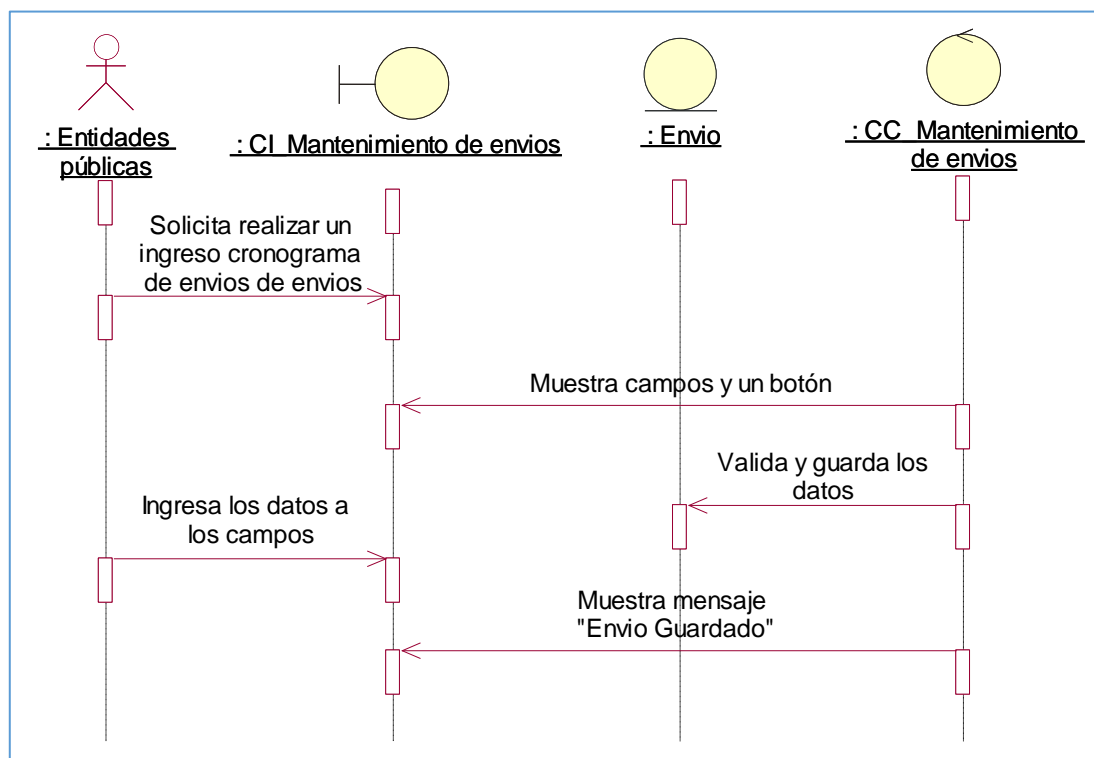 : Entidades
públicas
: CI_Mantenimiento de envios
: Envio
: CC_Mantenimiento
de envios
Solicita realizar un
ingreso cronograma
de envios de envios
Muestra campos y un botón
Valida y guarda los
datos
Ingresa los datos a
los campos
Muestra mensaje
"Envio Guardado"